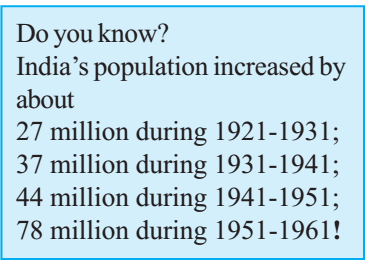 Do you know?
India’s population increased by
about
27 million during 1921-1931;
37 million during 1931-1941;
44 million during 1941-1951;
78 million during 1951-1961!